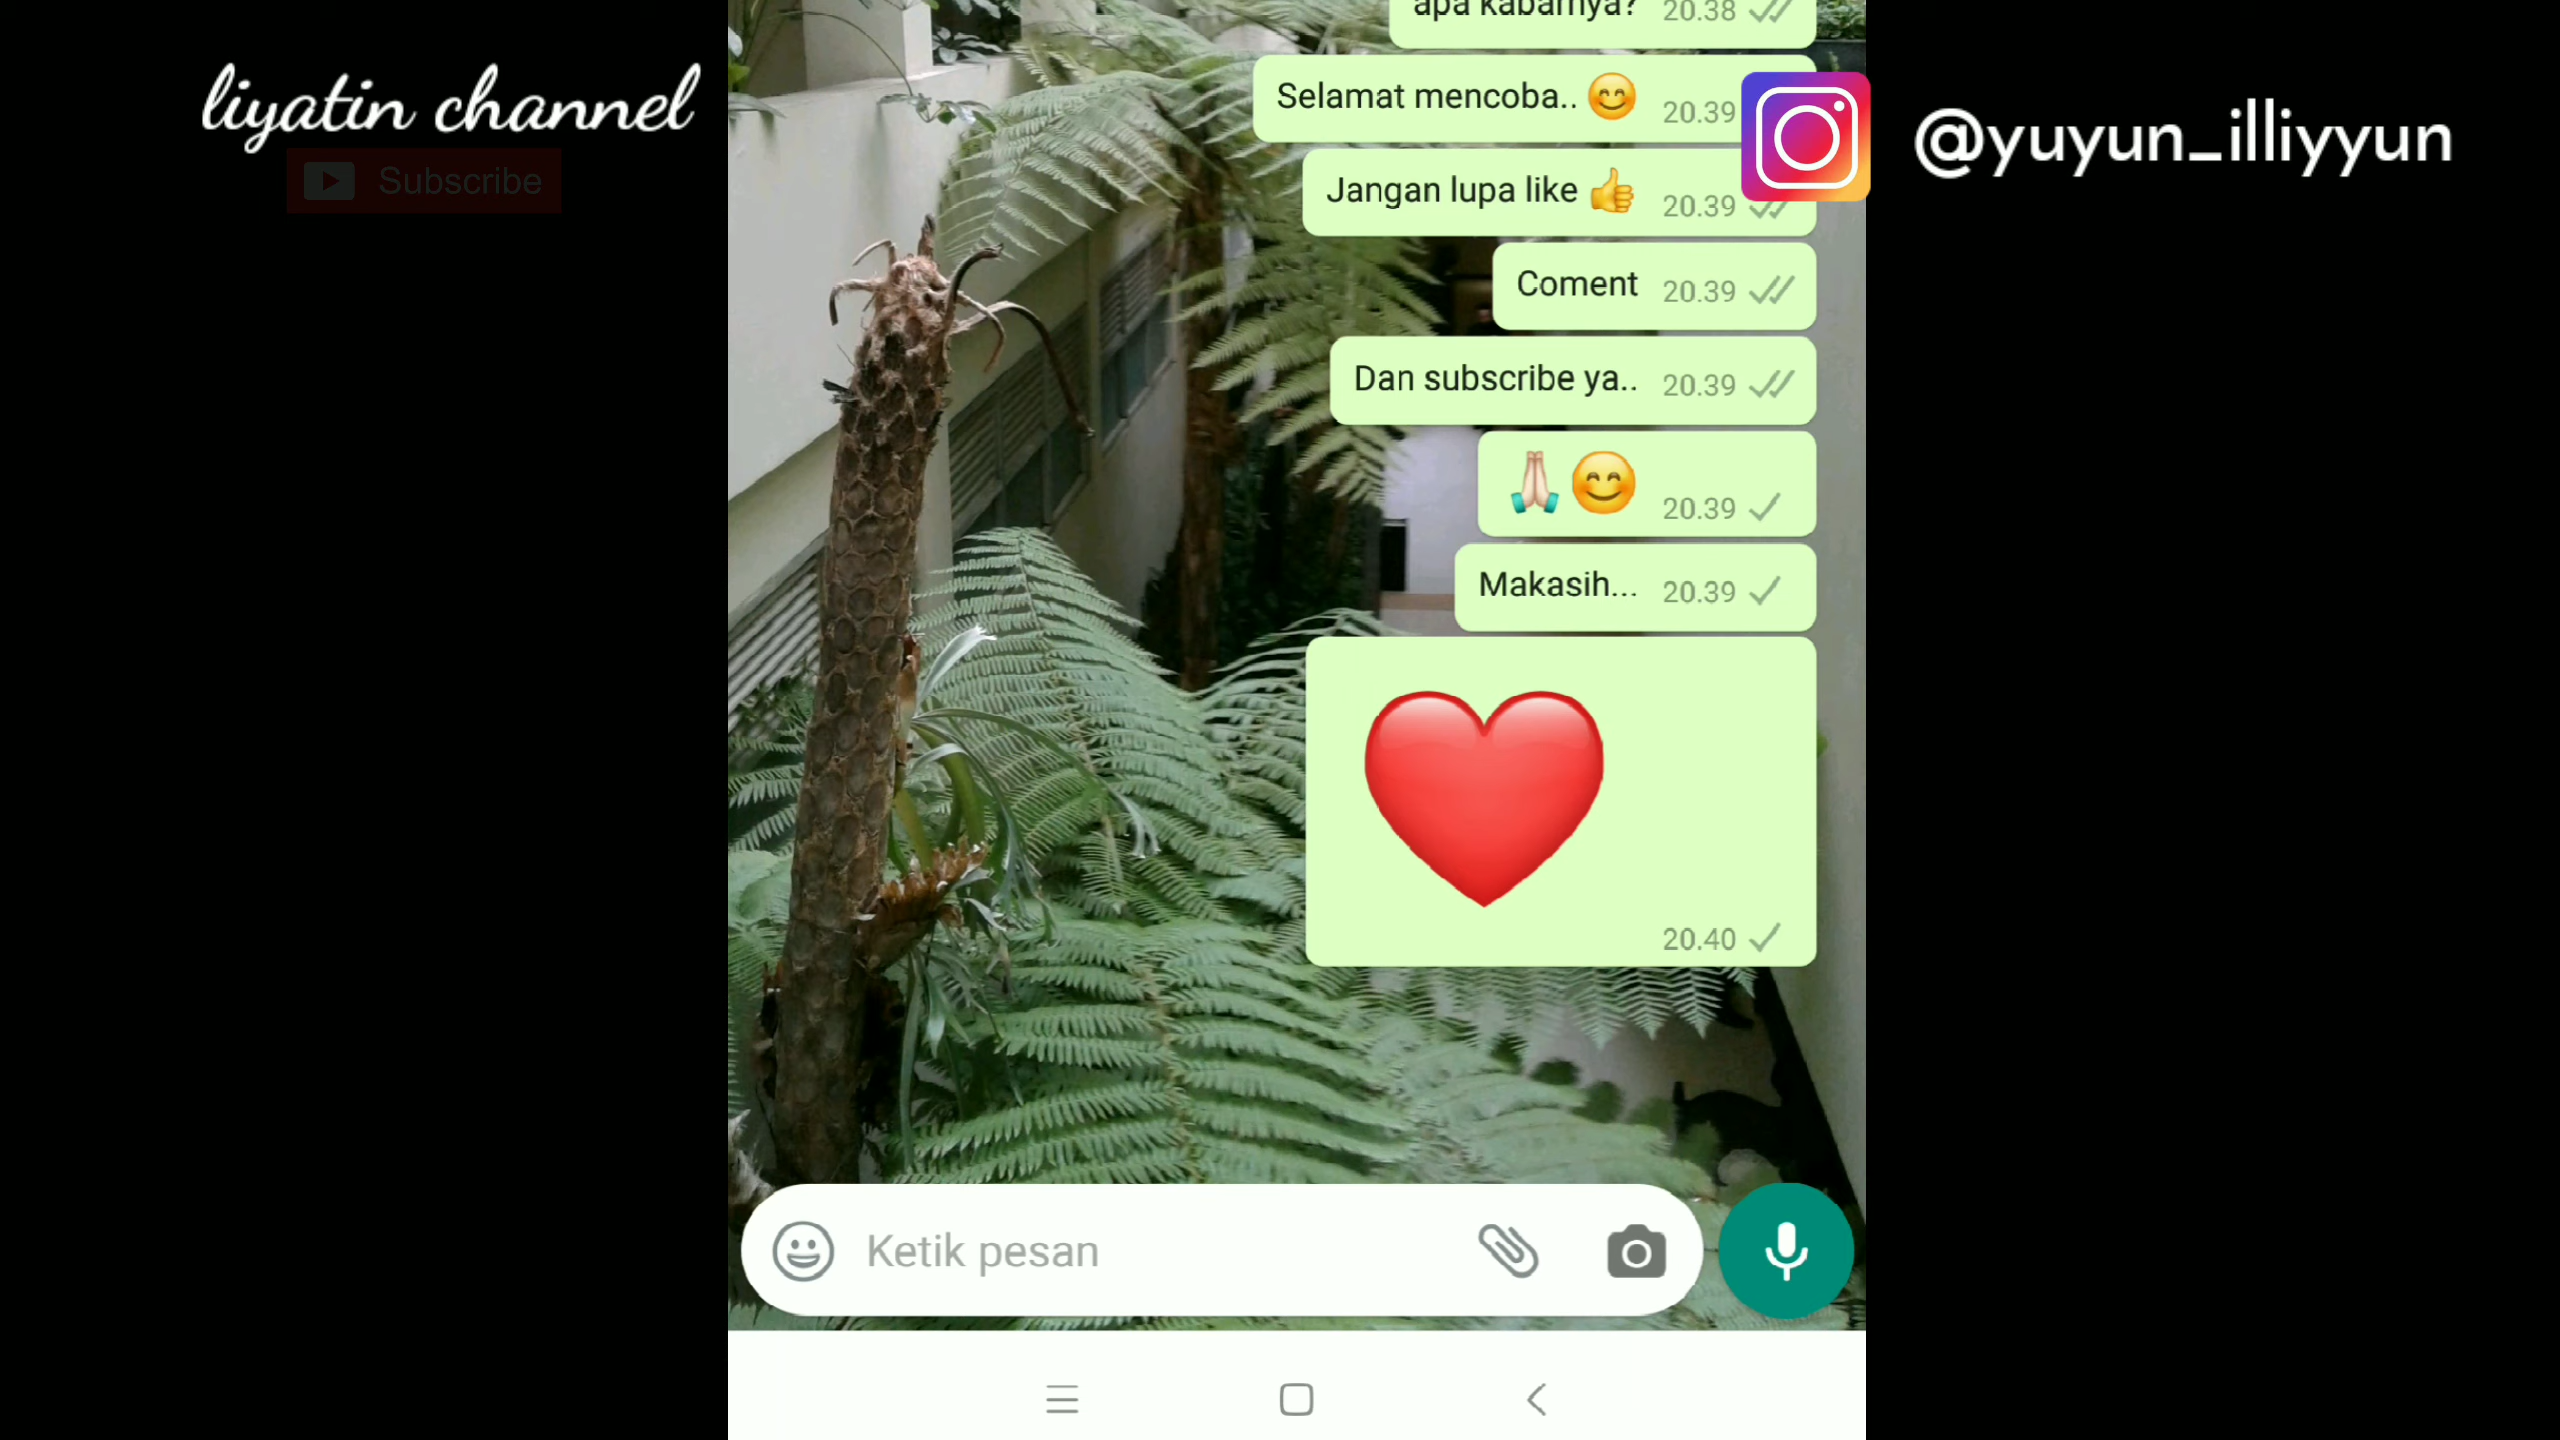 liyatin channel
Subscribe
@yuyun_illiyyun
apa kabarnya? 20.38
Selamat mencoba.. 😊 20.39
Jangan lupa like 👍 20.39
Coment 20.39
Dan subscribe ya.. 20.39
🙏🏻😊 20.39
Makasih... 20.39
❤️ 20.40
Ketik pesan